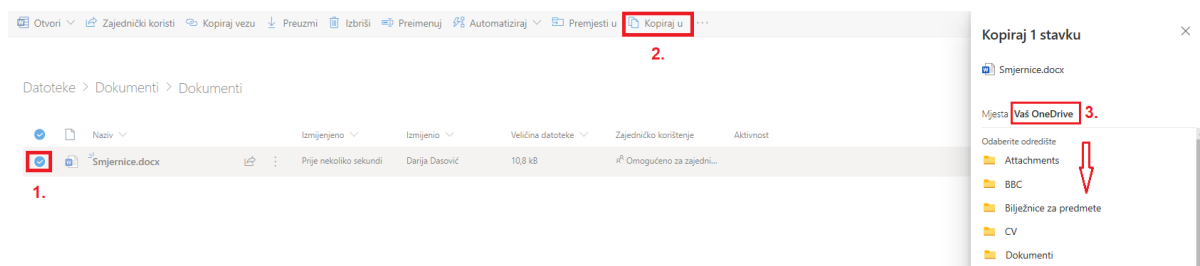 Otvori Zajednički koristi Kopiraj vezu Preuzmi Izbriši Preimenuj Automatiziraj Premjesti u Kopiraj u ...
2.
Datoteke > Dokumenti > Dokumenti
Naziv Izmijenjeno Izmijenio Veličina datoteke Zajedničko korištenje Aktivnost
Smjernice.docx Prije nekoliko sekundi Darija Dasović 10,8 kB Omogućeno za zajedni...
1.
Kopiraj 1 stavku
Smjernice.docx
Mjesta Vaš OneDrive 3.
Odaberite odredište
Attachments
BBC
Bilježnice za predmete
CV
Dokumenti